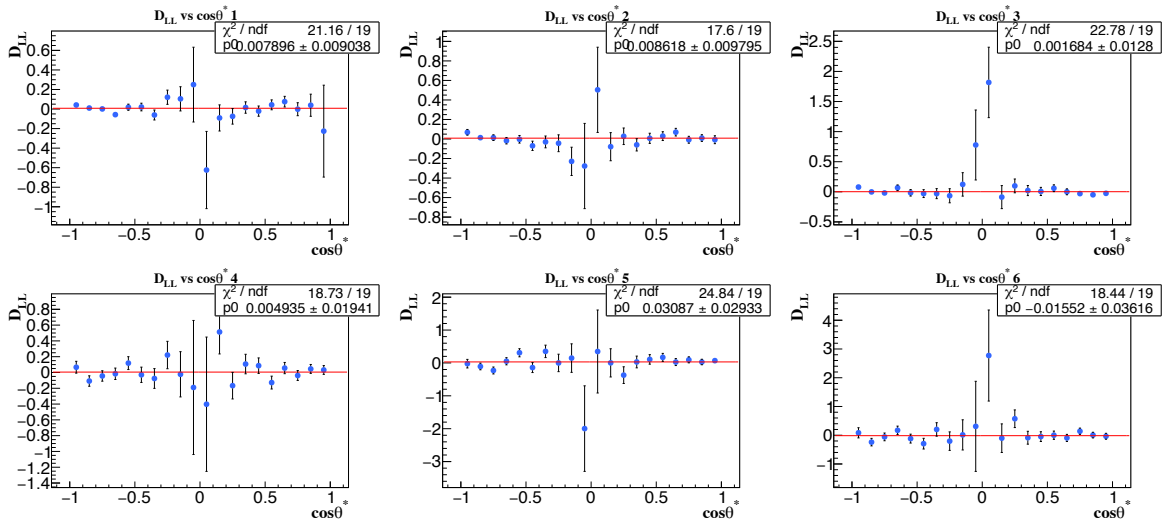 D_LL vs cosθ*1
χ² / ndf 21.16 / 19
p0 0.007896 ± 0.009038
D_LL
0.6
0.4
0.2
0
−0.2
−0.4
−0.6
−0.8
−1
−1 −0.5 0 0.5 1
cosθ*
D_LL vs cosθ*2
χ² / ndf 17.6 / 19
p0 0.008618 ± 0.009795
D_LL
1
0.8
0.6
0.4
0.2
0
−0.2
−0.4
−0.6
−0.8
−1 −0.5 0 0.5 1
cosθ*
D_LL vs cosθ*3
χ² / ndf 22.78 / 19
p0 0.001684 ± 0.0128
D_LL
2.5
2
1.5
1
0.5
0
−0.5
−1 −0.5 0 0.5 1
cosθ*
D_LL vs cosθ*4
χ² / ndf 18.73 / 19
p0 0.004935 ± 0.01941
D_LL
0.8
0.6
0.4
0.2
0
−0.2
−0.4
−0.6
−0.8
−1
−1.2
−1.4
−1 −0.5 0 0.5 1
cosθ*
D_LL vs cosθ*5
χ² / ndf 24.84 / 19
p0 0.03087 ± 0.02933
D_LL
2
1
0
−1
−2
−3
−1 −0.5 0 0.5 1
cosθ*
D_LL vs cosθ*6
χ² / ndf 18.44 / 19
p0 −0.01552 ± 0.03616
D_LL
4
3
2
1
0
−1
−1 −0.5 0 0.5 1
cosθ*